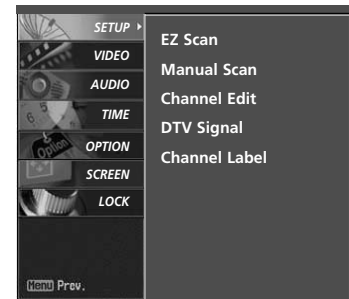 SETUP
VIDEO
AUDIO
TIME
OPTION
SCREEN
LOCK
Menu Prev.
EZ Scan
Manual Scan
Channel Edit
DTV Signal
Channel Label